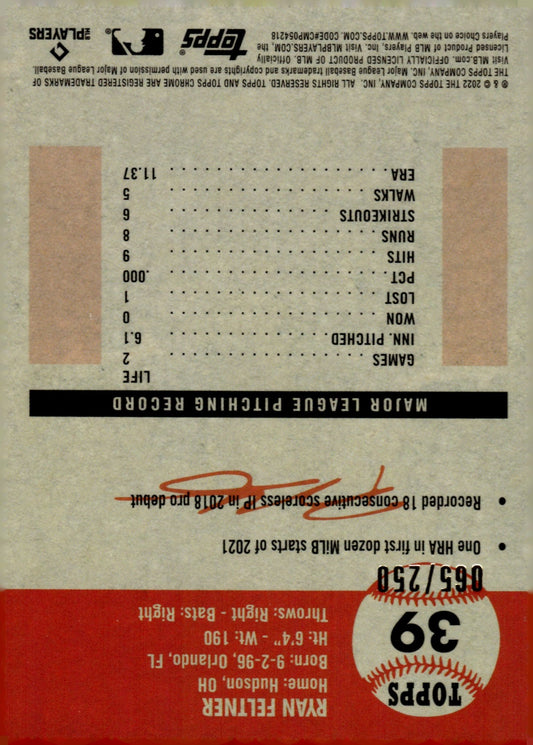 TOPPS
39
065/250
RYAN FELTNER
Home: Hudson, OH
Born: 9-2-96, Orlando, FL
Ht: 6'4" - Wt: 190
Throws: Right - Bats: Right
• One HRA in first dozen MiLB starts of 2021
• Recorded 18 consecutive scoreless IP in 2018 pro debut
MAJOR LEAGUE PITCHING RECORD
LIFE
GAMES 2
INN. PITCHED 6.1
WON 0
LOST 1
PCT .000
HITS 9
RUNS 8
STRIKEOUTS 6
WALKS 5
ERA 11.37
® & © 2022 THE TOPPS COMPANY, INC. ALL RIGHTS RESERVED. TOPPS AND TOPPS CHROME ARE REGISTERED TRADEMARKS OF
THE TOPPS COMPANY, INC. Major League Baseball trademarks and copyrights are used with permission of Major League Baseball.
Visit MLB.com. OFFICIALLY LICENSED PRODUCT OF MLB. Officially
Licensed Product of MLB Players, Inc. Visit MLBPLAYERS.COM, the
Players Choice on the web. WWW.TOPPS.COM. CODE#CMP054218
topps
MLB PLAYERS